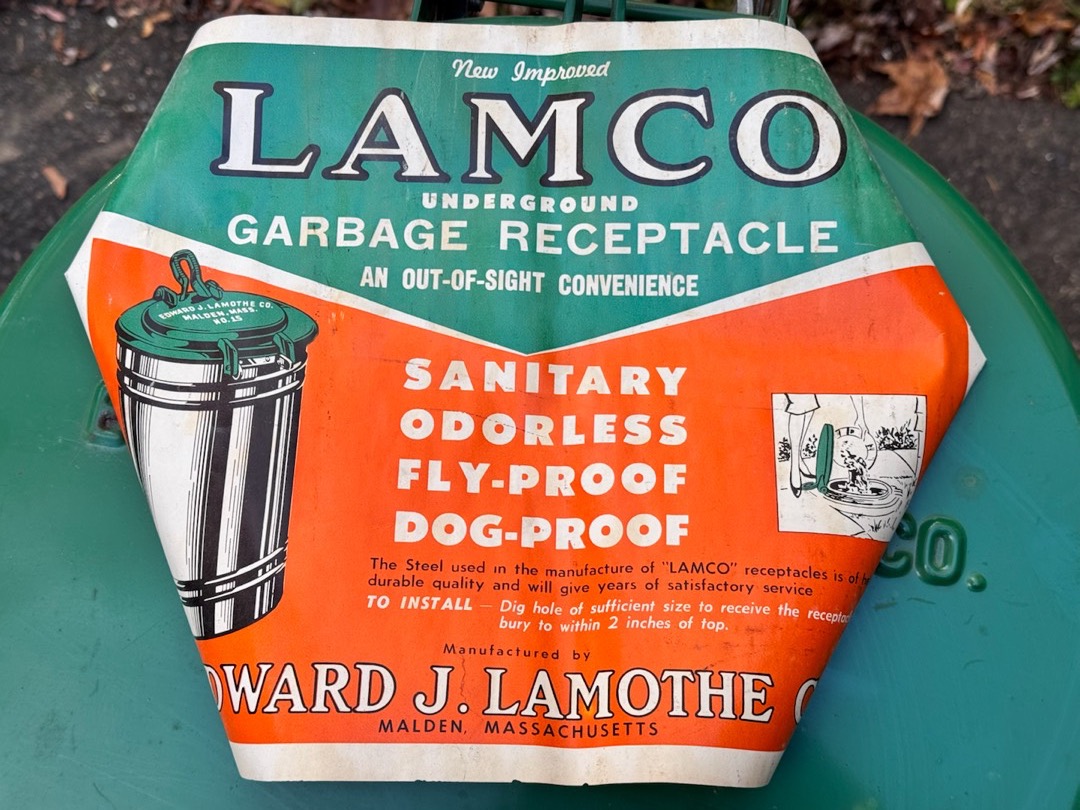 New Improved
LAMCO
UNDERGROUND
GARBAGE RECEPTACLE
AN OUT-OF-SIGHT CONVENIENCE
EDWARD J. LAMOTHE CO.
MALDEN, MASS.
NO. 15
SANITARY
ODORLESS
FLY-PROOF
DOG-PROOF
The Steel used in the manufacture of "LAMCO" receptacles is of
durable quality and will give years of satisfactory service
TO INSTALL — Dig hole of sufficient size to receive the
bury to within 2 inches of top.
Manufactured by
DWARD J. LAMOTHE C
MALDEN, MASSACHUSETTS
CO.